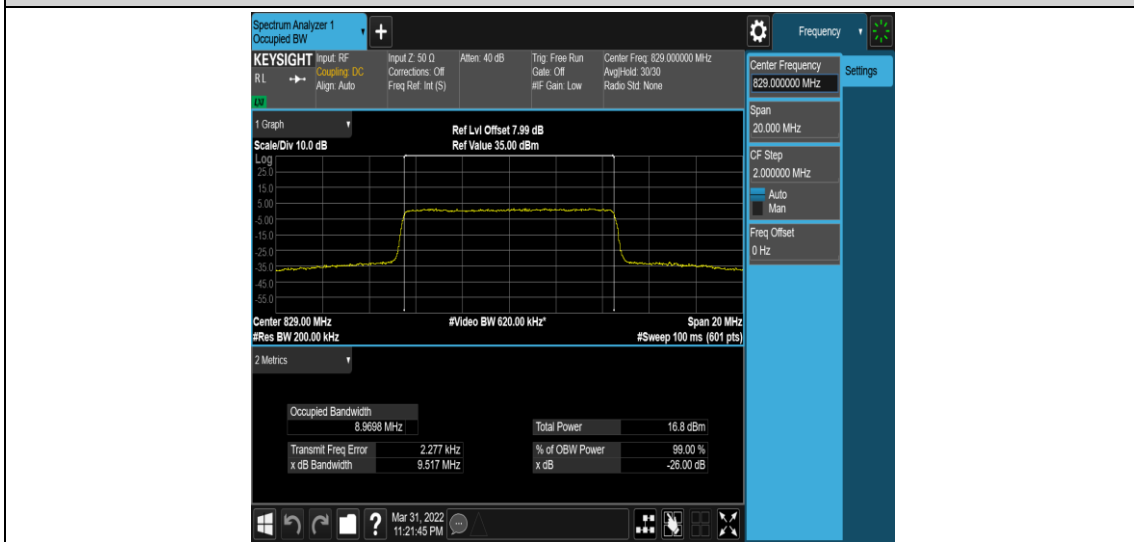 Spectrum Analyzer 1
Occupied BW
Frequency
KEYSIGHT
RL
LXI
Input: RF
Coupling: DC
Align: Auto
Input Z: 50 Ω
Corrections: Off
Freq Ref: Int (S)
Atten: 40 dB
Trig: Free Run
Gate: Off
#IF Gain: Low
Center Freq: 829.000000 MHz
Avg|Hold: 30/30
Radio Std: None
Center Frequency
829.000000 MHz
Settings
Span
20.000 MHz
CF Step
2.000000 MHz
Auto
Man
Freq Offset
0 Hz
1 Graph
Scale/Div 10.0 dB
Ref Lvl Offset 7.99 dB
Ref Value 35.00 dBm
Log
25.0
15.0
5.00
-5.00
-15.0
-25.0
-35.0
-45.0
-55.0
Center 829.00 MHz
#Video BW 620.00 kHz*
Span 20 MHz
#Res BW 200.00 kHz
#Sweep 100 ms (601 pts)
2 Metrics
Occupied Bandwidth
8.9698 MHz
Total Power 16.8 dBm
Transmit Freq Error 2.277 kHz
% of OBW Power 99.00 %
x dB Bandwidth 9.517 MHz
x dB -26.00 dB
?
Mar 31, 2022
11:21:45 PM